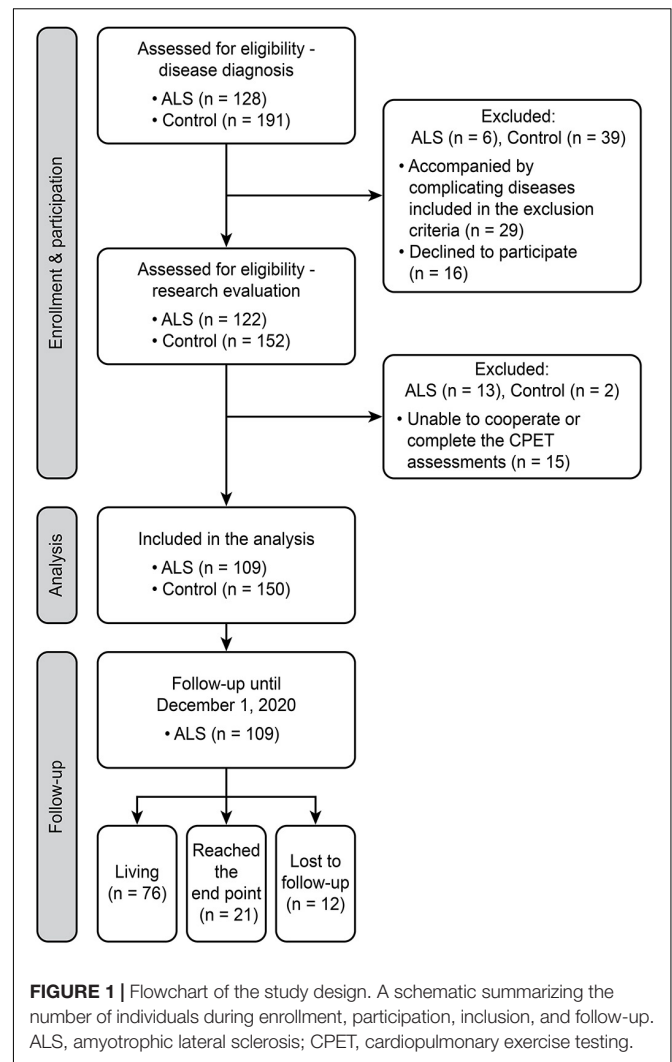 Enrollment & participation
Assessed for eligibility -
disease diagnosis
• ALS (n = 128)
• Control (n = 191)
Excluded:
ALS (n = 6), Control (n = 39)
• Accompanied by
complicating diseases
included in the exclusion
criteria (n = 29)
• Declined to participate
(n = 16)
Assessed for eligibility -
research evaluation
• ALS (n = 122)
• Control (n = 152)
Excluded:
ALS (n = 13), Control (n = 2)
• Unable to cooperate or
complete the CPET
assessments (n = 15)
Analysis
Included in the analysis
• ALS (n = 109)
• Control (n = 150)
Follow-up
Follow-up until
December 1, 2020
• ALS (n = 109)
Living
(n = 76)
Reached
the
end point
(n = 21)
Lost to
follow-up
(n = 12)
FIGURE 1 | Flowchart of the study design. A schematic summarizing the
number of individuals during enrollment, participation, inclusion, and follow-up.
ALS, amyotrophic lateral sclerosis; CPET, cardiopulmonary exercise testing.